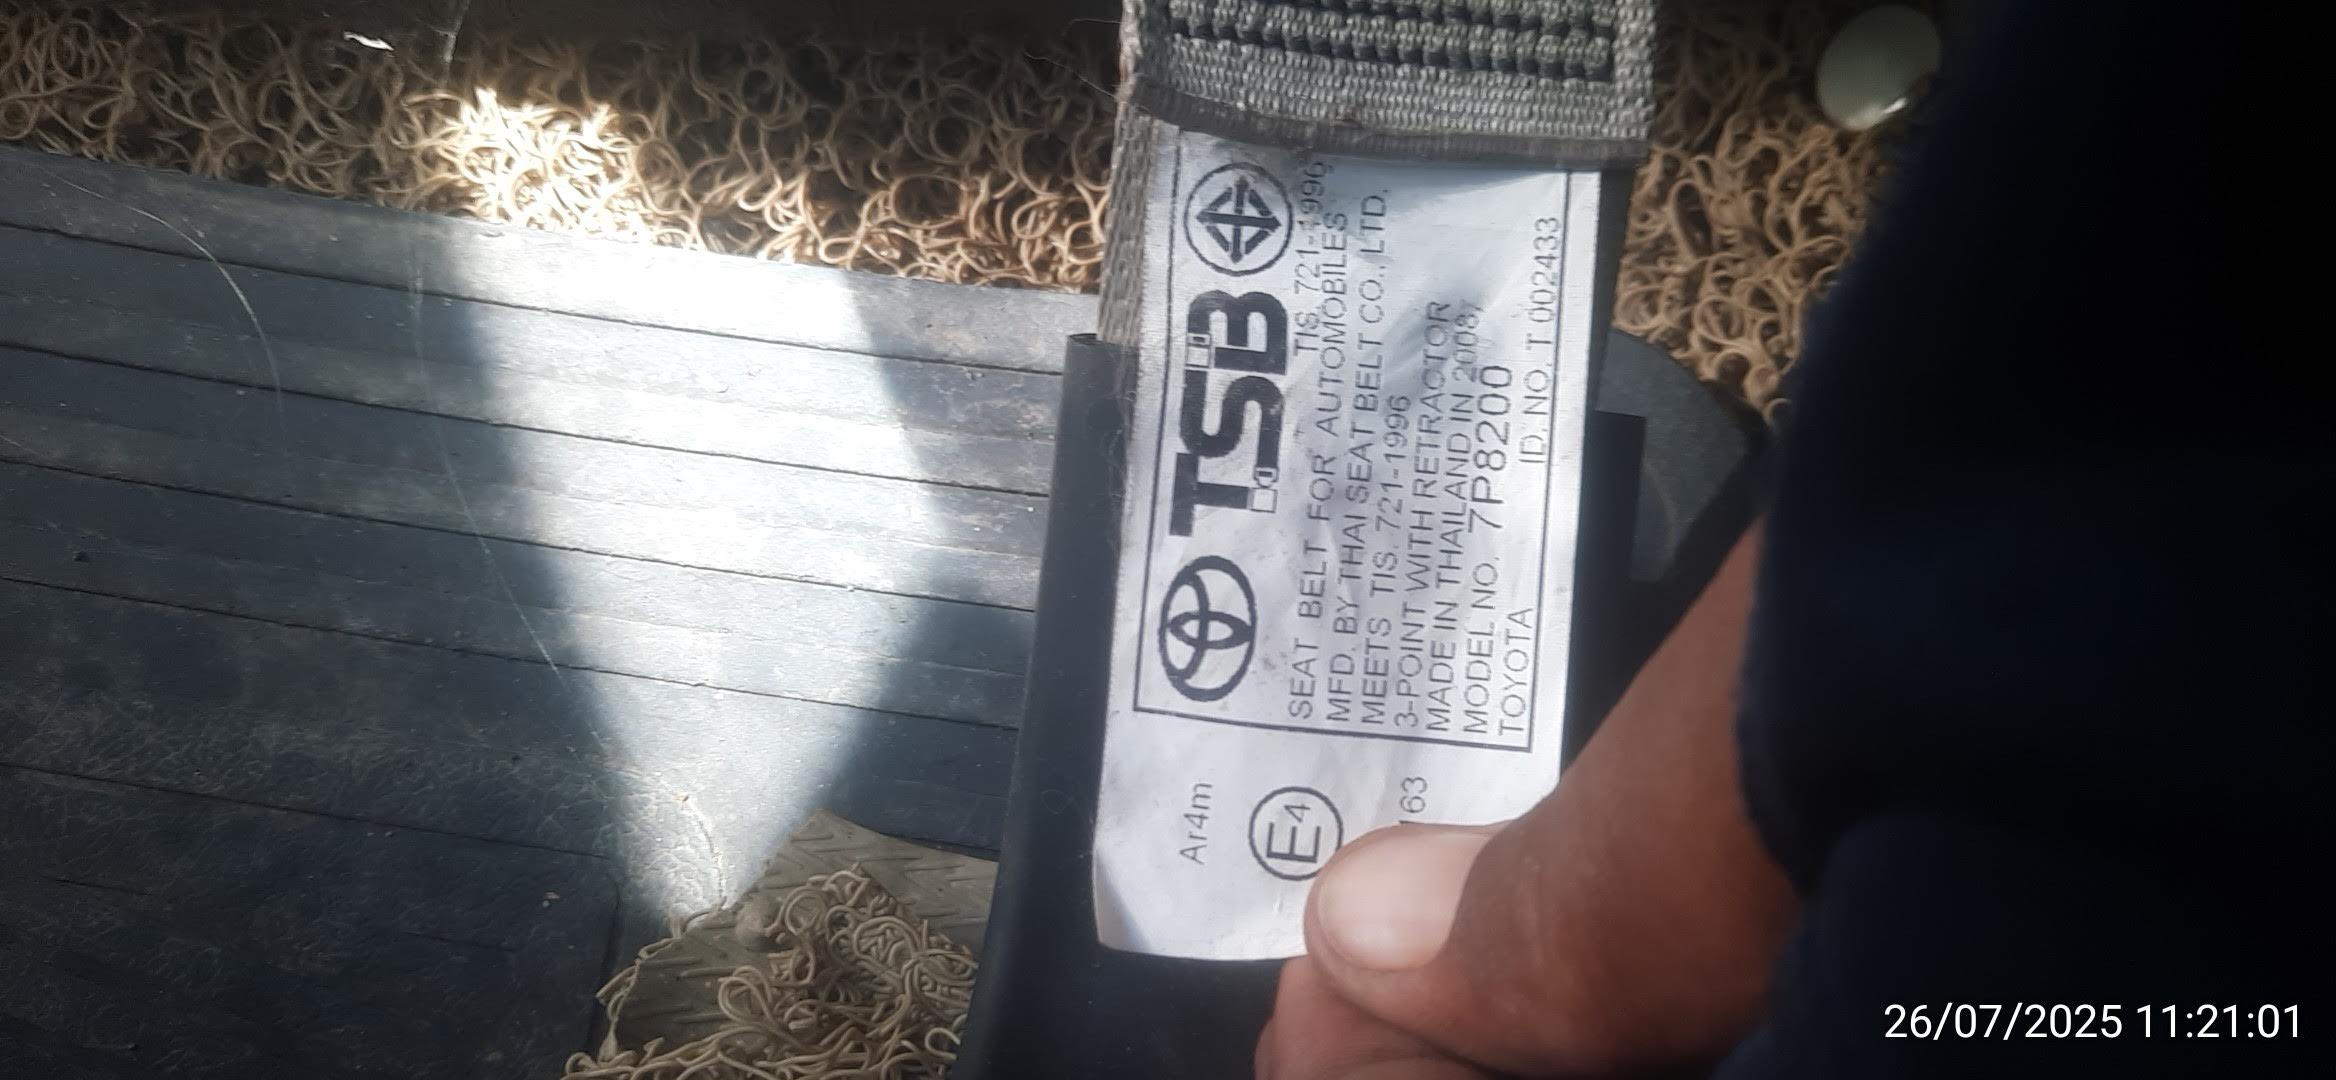 TSB
TIS. 721-1996
SEAT BELT FOR AUTOMOBILES
MFD. BY THAI SEAT BELT CO., LTD.
MEETS TIS. 721-1996
3-POINT WITH RETRACTOR
MADE IN THAILAND IN 2008,
MODEL NO. 7P8200
TOYOTA ID. NO. T 002433
Ar4m
E4
163
26/07/2025 11:21:01